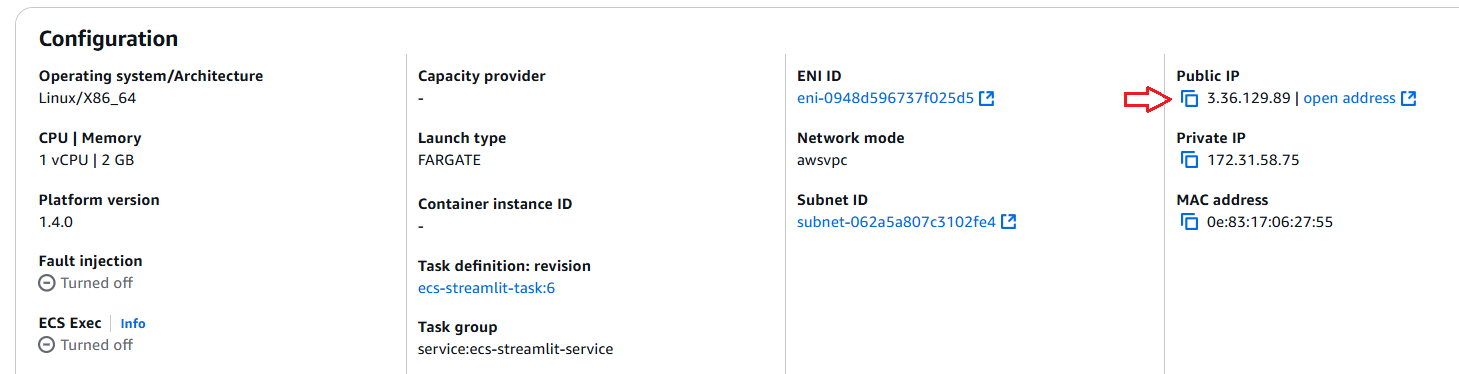 Configuration
Operating system/Architecture
Linux/X86_64
CPU | Memory
1 vCPU | 2 GB
Platform version
1.4.0
Fault injection
Turned off
ECS Exec | Info
Turned off
Capacity provider
-
Launch type
FARGATE
Container instance ID
-
Task definition: revision
ecs-streamlit-task:6
Task group
service:ecs-streamlit-service
ENI ID
eni-0948d596737f025d5
Network mode
awsvpc
Subnet ID
subnet-062a5a807c3102fe4
Public IP
3.36.129.89 | open address
Private IP
172.31.58.75
MAC address
0e:83:17:06:27:55